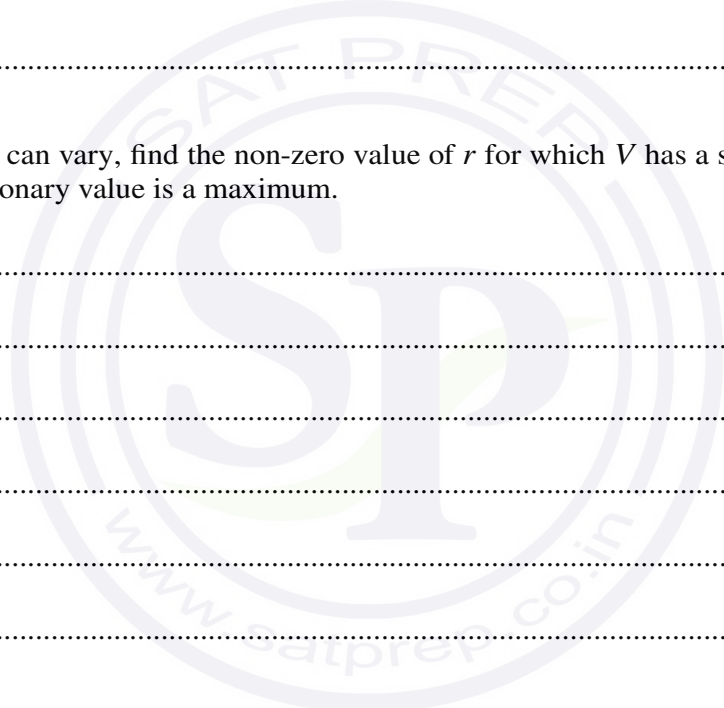 can vary, find the non-zero value of r for which V has a s
onary value is a maximum.
SAT PREP
SP
www.satprep.co.in